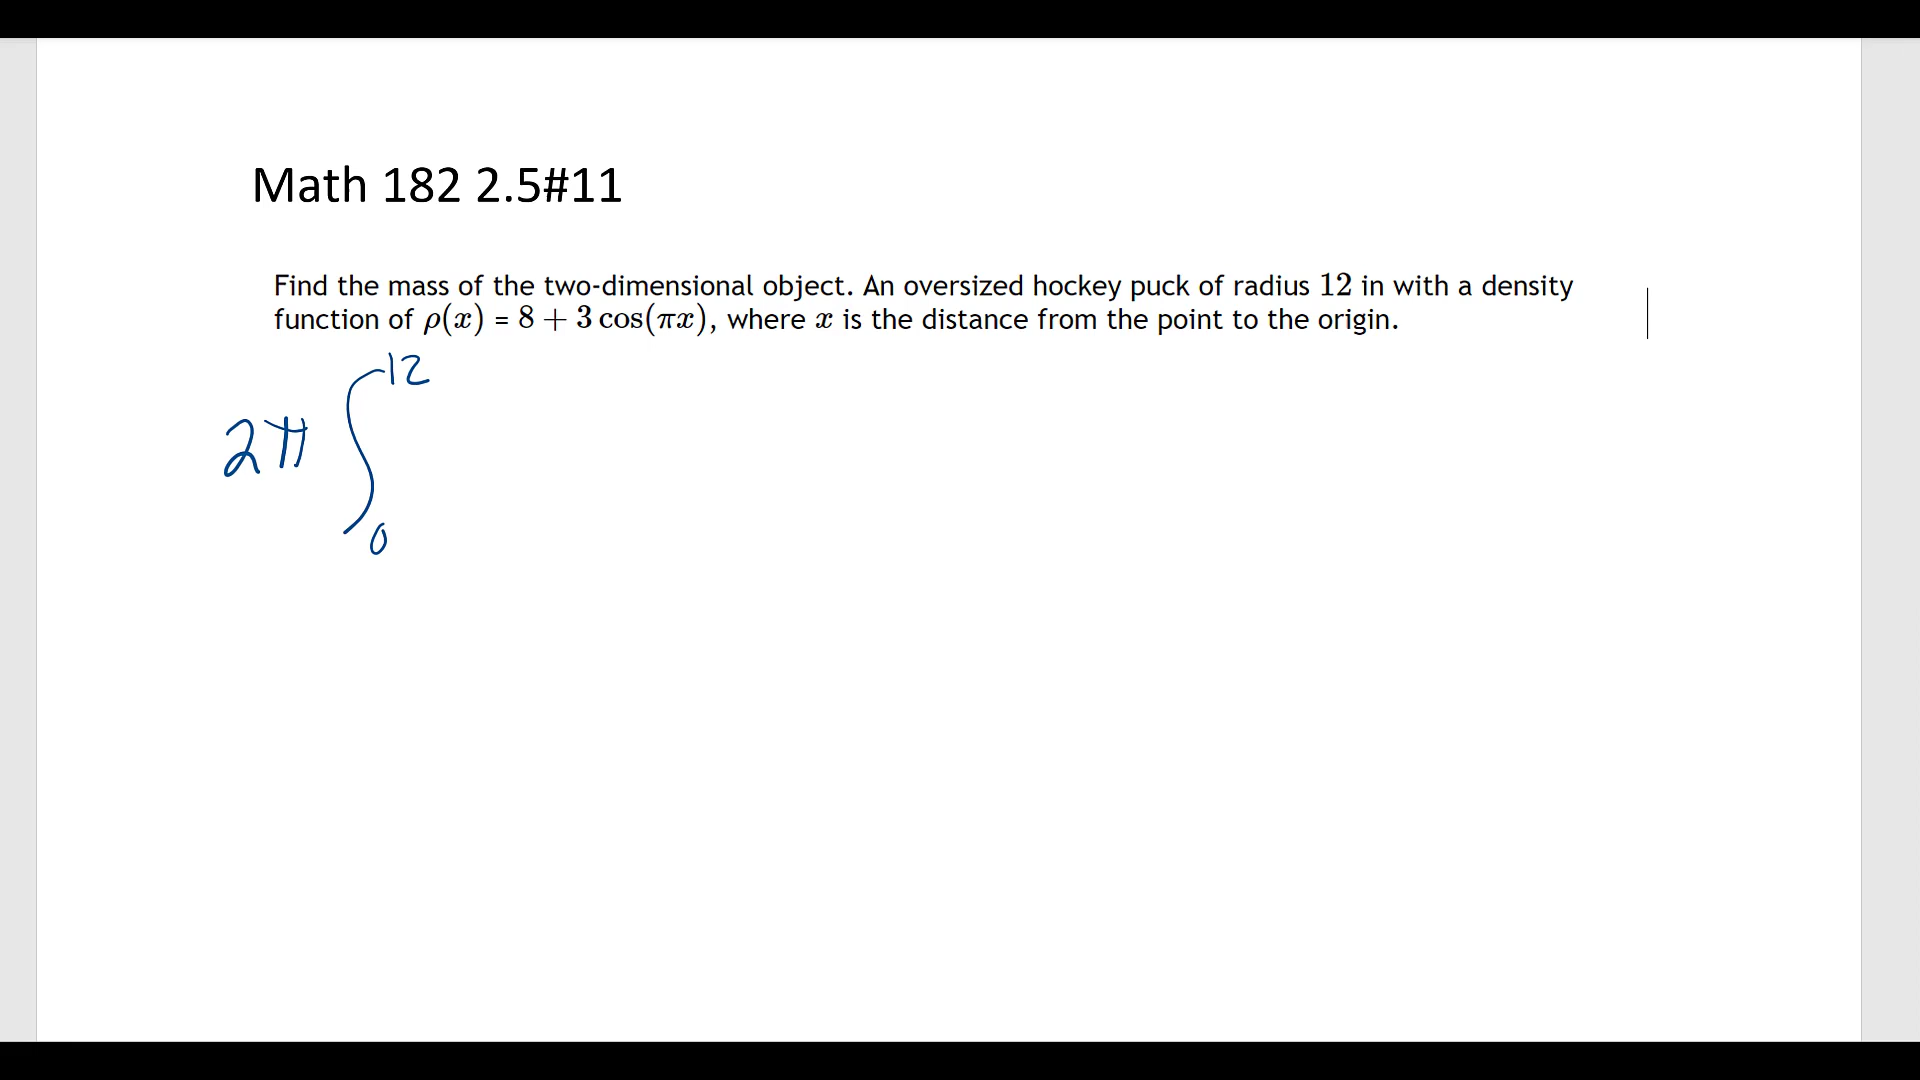 Math 182 2.5#11
Find the mass of the two-dimensional object. An oversized hockey puck of radius 12 in with a density
function of ρ(x) = 8 + 3 cos(πx), where x is the distance from the point to the origin.
2π ∫₀¹²